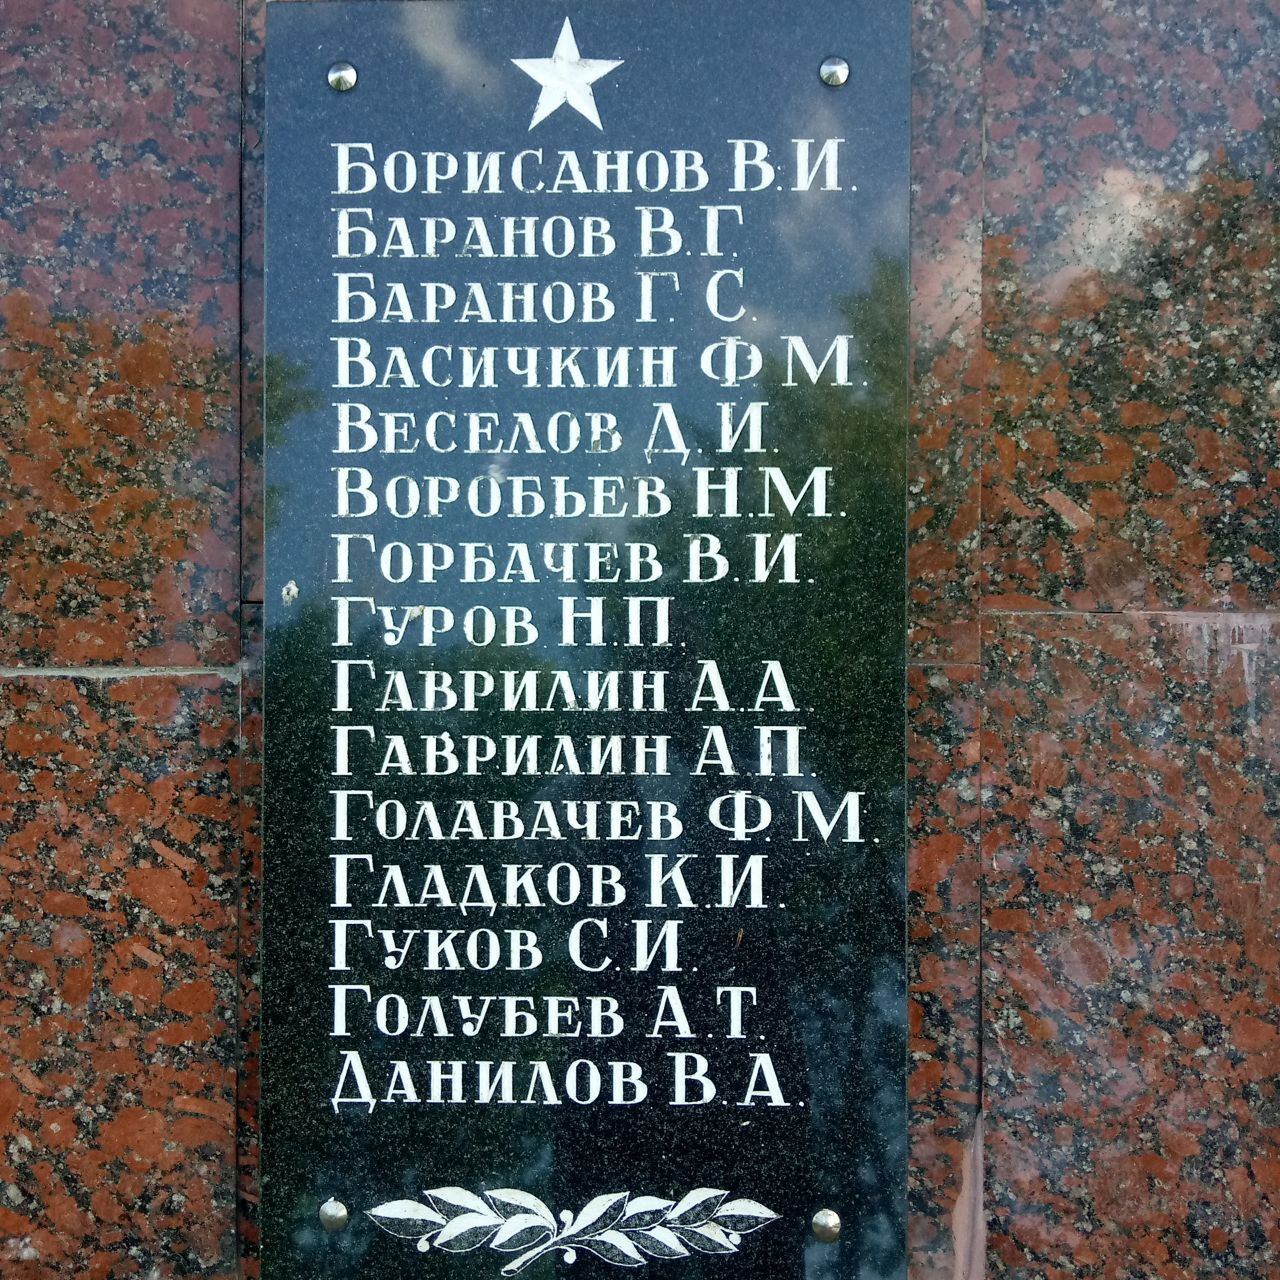 БОРИСАНОВ В.И.
БАРАНОВ В.Г.
БАРАНОВ Г.С.
ВАСИЧКИН Ф.М.
ВЕСЕЛОВ Д.И.
ВОРОБЬЕВ Н.М.
ГОРБАЧЕВ В.И.
ГУРОВ Н.П.
ГАВРИЛИН А.А.
ГАВРИЛИН А.П.
ГОЛАВАЧЕВ Ф.М.
ГЛАДКОВ К.И.
ГУКОВ С.И.
ГОЛУБЕВ А.Т.
ДАНИЛОВ В.А.